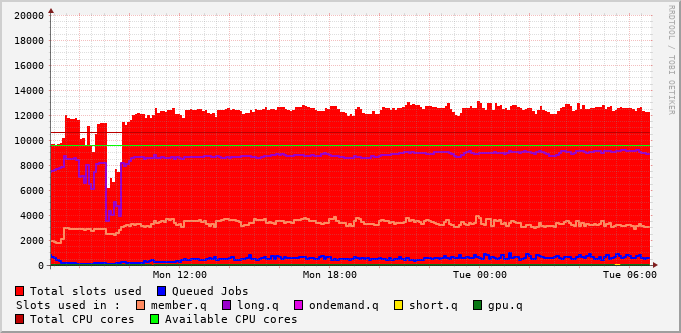 20000
18000
16000
14000
12000
10000
8000
6000
4000
2000
0
Mon 12:00 Mon 18:00 Tue 00:00 Tue 06:00
RRDTOOL / TOBI OETIKER
Total slots used Queued Jobs
Slots used in : member.q long.q ondemand.q short.q gpu.q
Total CPU cores Available CPU cores